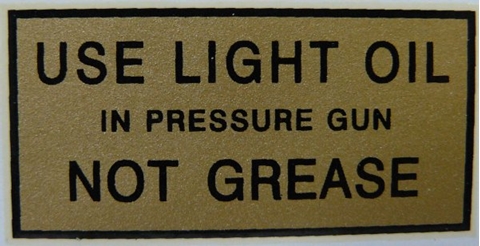 USE LIGHT OIL
IN PRESSURE GUN
NOT GREASE